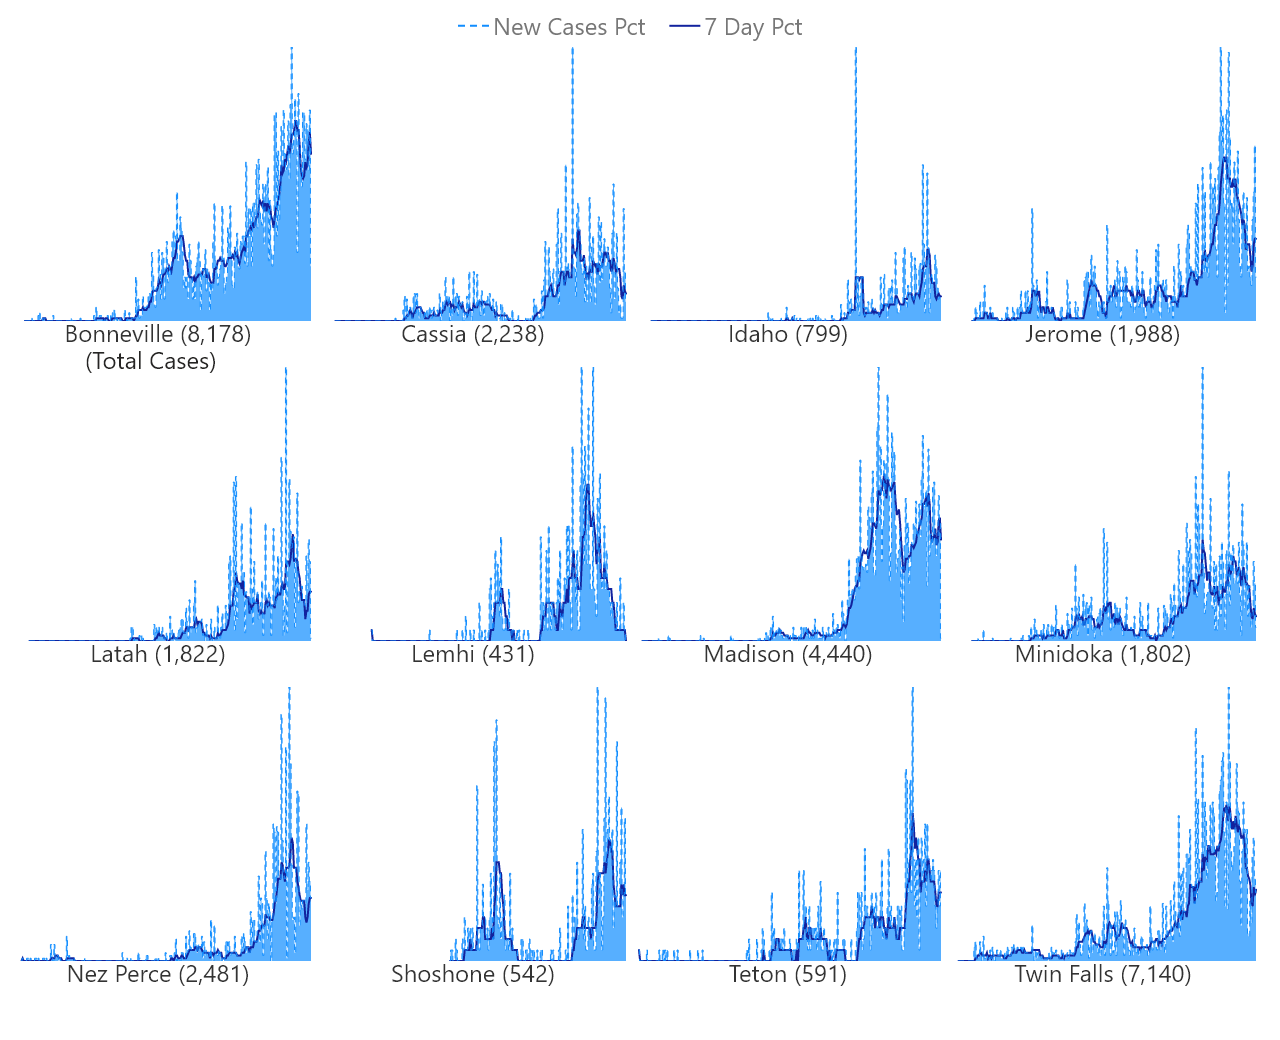 New Cases Pct 7 Day Pct
Bonneville (8,178) Cassia (2,238) Idaho (799) Jerome (1,988)
(Total Cases)
Latah (1,822) Lemhi (431) Madison (4,440) Minidoka (1,802)
Nez Perce (2,481) Shoshone (542) Teton (591) Twin Falls (7,140)